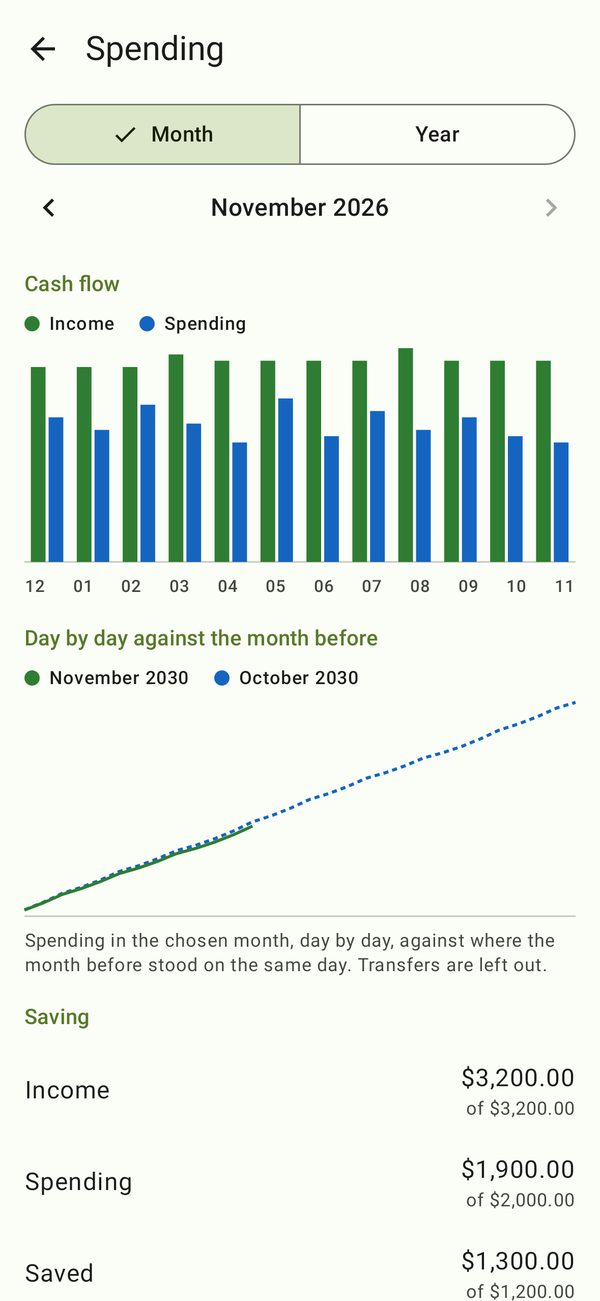 Spending
Month
Year
November 2026
Cash flow
Income
Spending
12 01 02 03 04 05 06 07 08 09 10 11
Day by day against the month before
November 2030
October 2030
Spending in the chosen month, day by day, against where the
month before stood on the same day. Transfers are left out.
Saving
Income
$3,200.00
of $3,200.00
Spending
$1,900.00
of $2,000.00
Saved
$1,300.00
of $1,200.00